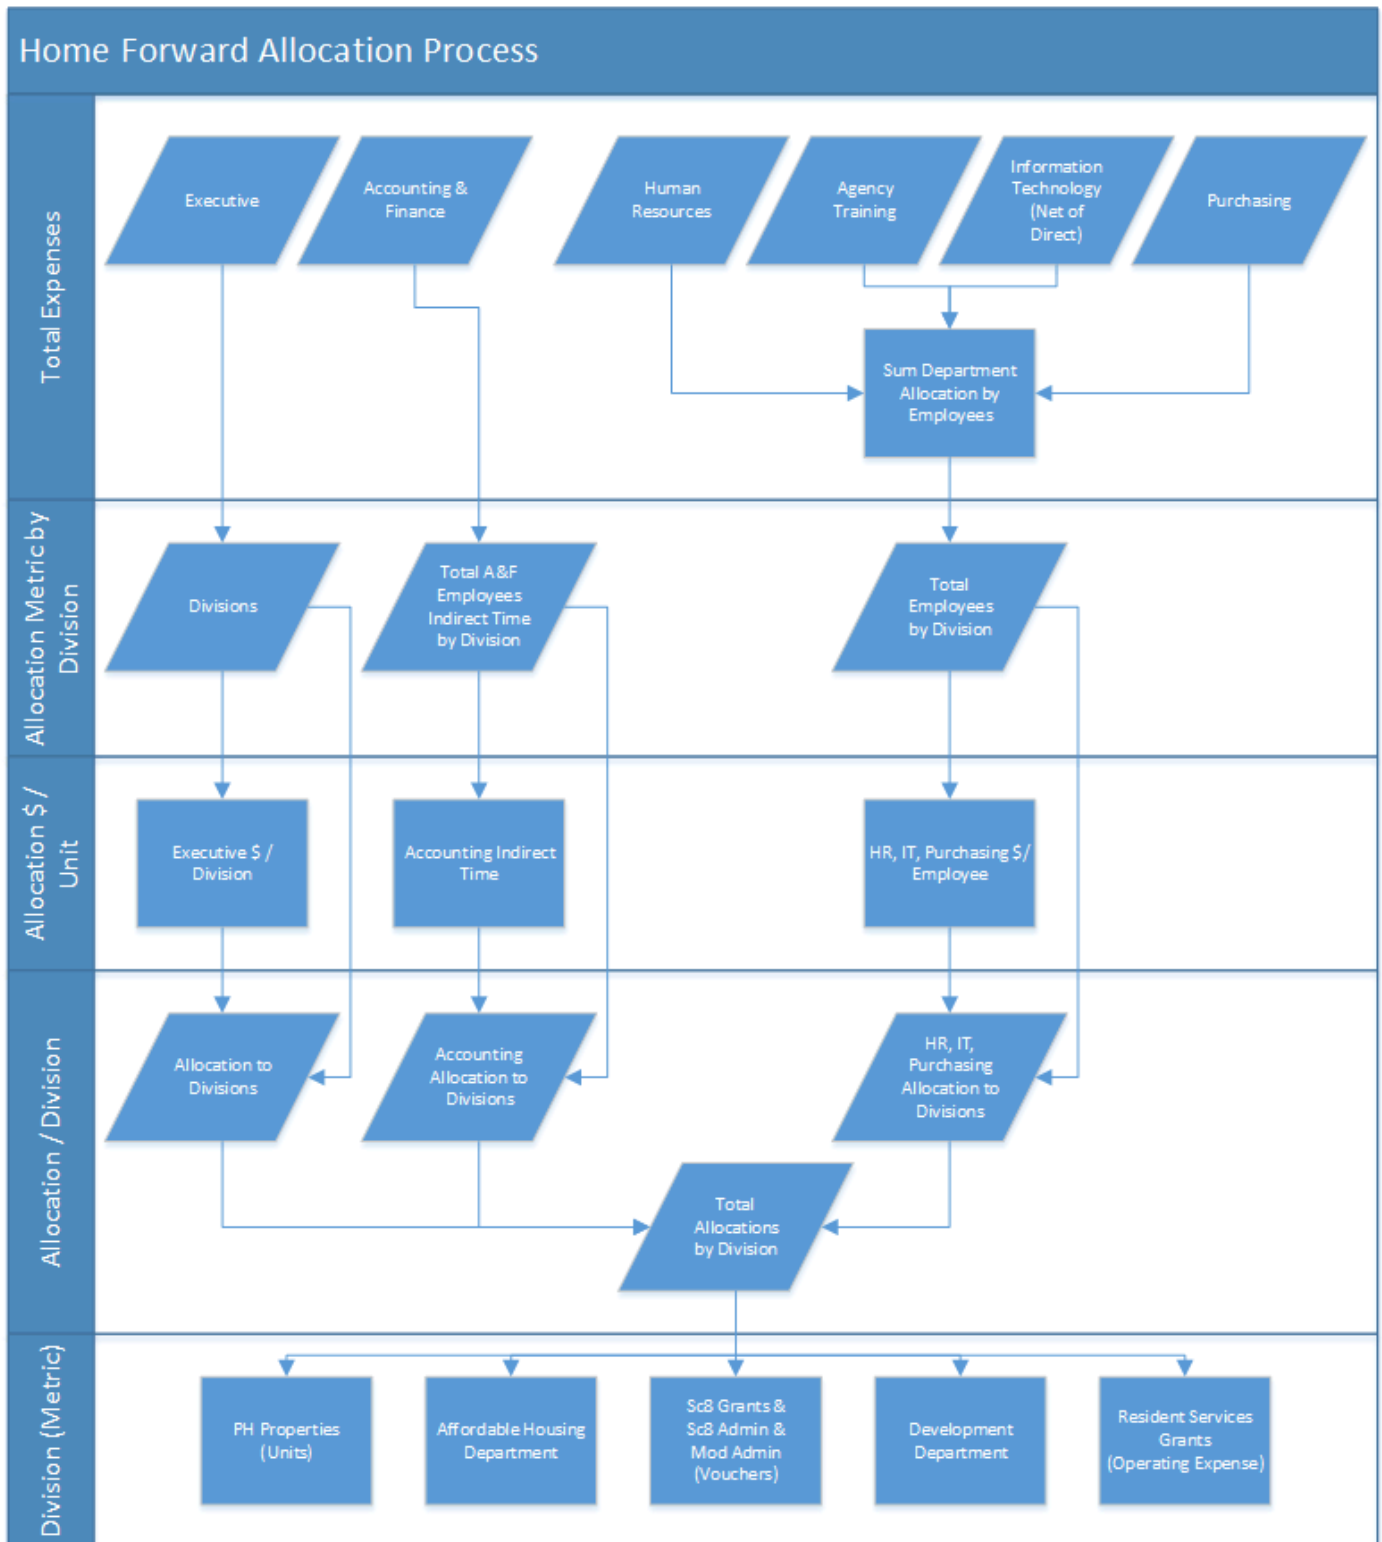 Home Forward Allocation Process
Total Expenses
Executive
Accounting &
Finance
Human
Resources
Agency
Training
Information
Technology
(Net of
Direct)
Purchasing
Sum Department
Allocation by
Employees
Allocation Metric by
Division
Divisions
Total A&F
Employees
Indirect Time
by Division
Total
Employees
by Division
Allocation $ /
Unit
Executive $ /
Division
Accounting Indirect
Time
HR, IT, Purchasing $/
Employee
Allocation / Division
Allocation to
Divisions
Accounting
Allocation to
Divisions
HR, IT,
Purchasing
Allocation to
Divisions
Total
Allocations
by Division
Division (Metric)
PH Properties
(Units)
Affordable Housing
Department
Sc8 Grants &
Sc8 Admin &
Mod Admin
(Vouchers)
Development
Department
Resident Services
Grants
(Operating Expense)